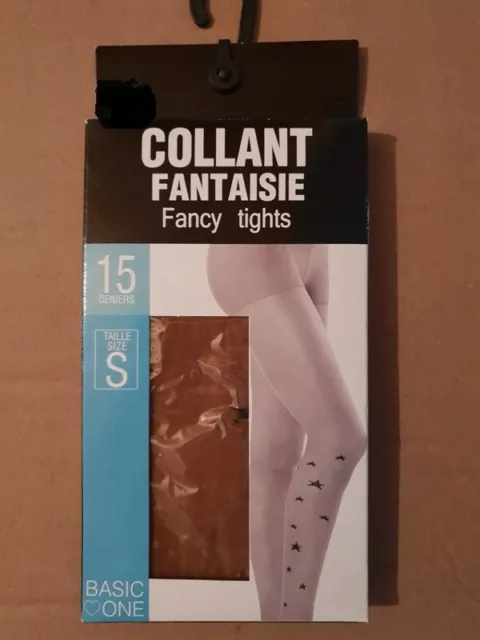 COLLANT
FANTAISIE
Fancy tights
15
DENIERS
TAILLE
SIZE
S
BASIC
♡ONE